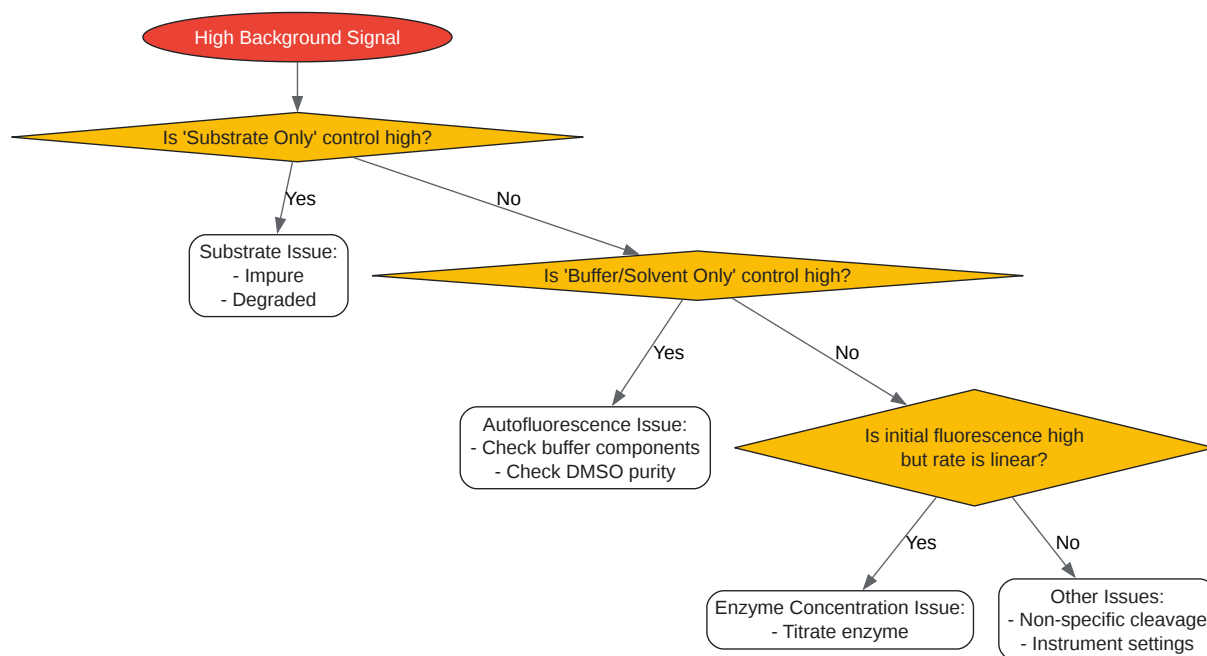 High Background Signal
Is 'Substrate Only' control high?
Yes
No
Substrate Issue:
- Impure
- Degraded
Is 'Buffer/Solvent Only' control high?
Yes
No
Autofluorescence Issue:
- Check buffer components
- Check DMSO purity
Is initial fluorescence high
but rate is linear?
Yes
No
Enzyme Concentration Issue:
- Titrate enzyme
Other Issues:
- Non-specific cleavage
- Instrument settings